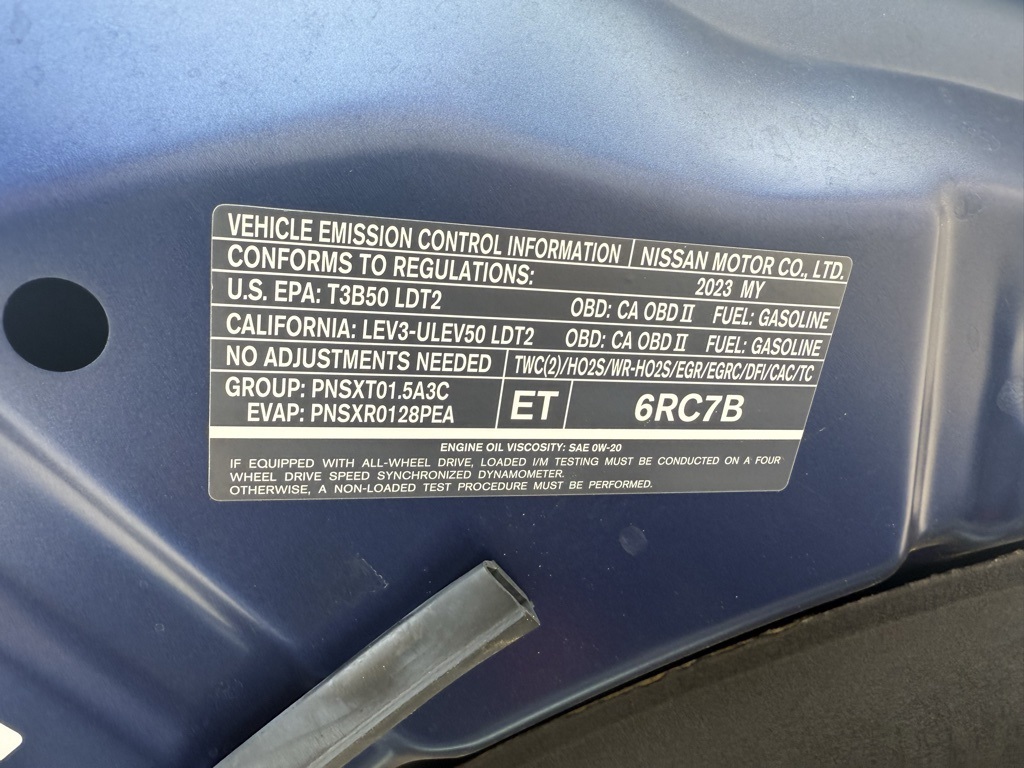 VEHICLE EMISSION CONTROL INFORMATION NISSAN MOTOR CO., LTD.
CONFORMS TO REGULATIONS: 2023 MY
U.S. EPA: T3B50 LDT2 OBD: CA OBD II FUEL: GASOLINE
CALIFORNIA: LEV3-ULEV50 LDT2 OBD: CA OBD II FUEL: GASOLINE
NO ADJUSTMENTS NEEDED TWC(2)/HO2S/WR-HO2S/EGR/EGRC/DFI/CAC/TC
GROUP: PNSXT01.5A3C
EVAP: PNSXR0128PEA ET 6RC7B
ENGINE OIL VISCOSITY: SAE 0W-20
IF EQUIPPED WITH ALL-WHEEL DRIVE, LOADED I/M TESTING MUST BE CONDUCTED ON A FOUR
WHEEL DRIVE SPEED SYNCHRONIZED DYNAMOMETER.
OTHERWISE, A NON-LOADED TEST PROCEDURE MUST BE PERFORMED.